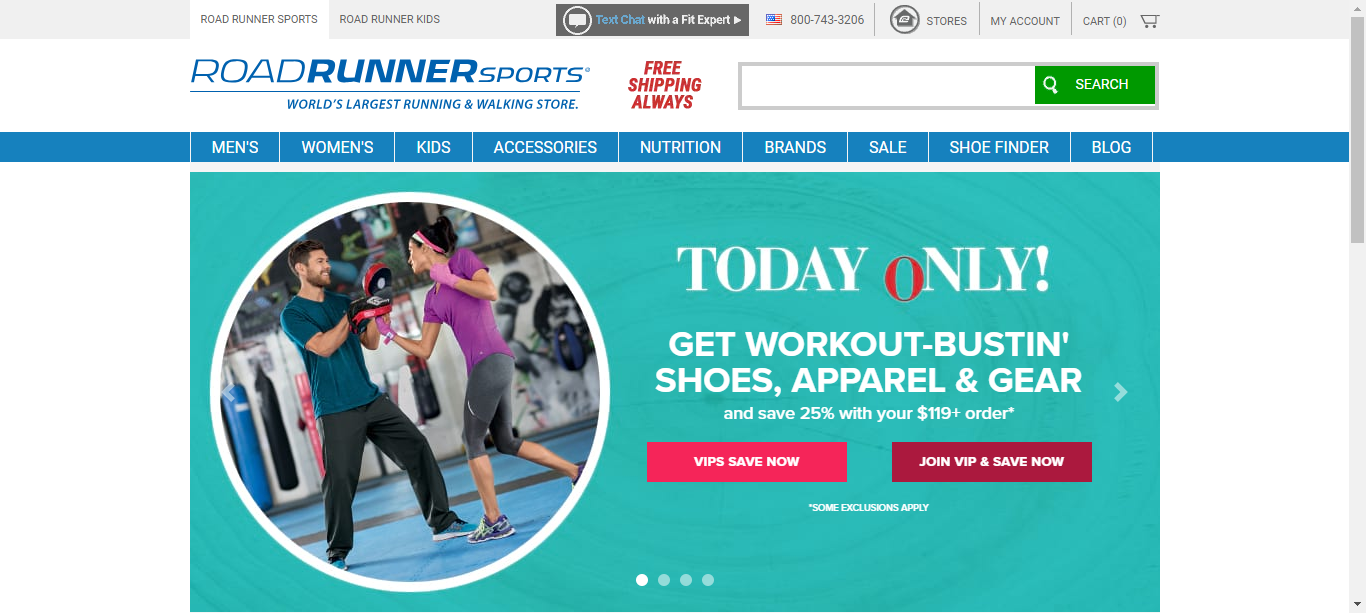 ROAD RUNNER SPORTS
ROAD RUNNER KIDS
Text Chat with a Fit Expert
800-743-3206
STORES
MY ACCOUNT
CART (0)
ROADRUNNER SPORTS®
WORLD'S LARGEST RUNNING & WALKING STORE.
FREE
SHIPPING
ALWAYS
SEARCH
MEN'S
WOMEN'S
KIDS
ACCESSORIES
NUTRITION
BRANDS
SALE
SHOE FINDER
BLOG
TODAY ONLY!
GET WORKOUT-BUSTIN'
SHOES, APPAREL & GEAR
and save 25% with your $119+ order*
VIPS SAVE NOW
JOIN VIP & SAVE NOW
*SOME EXCLUSIONS APPLY